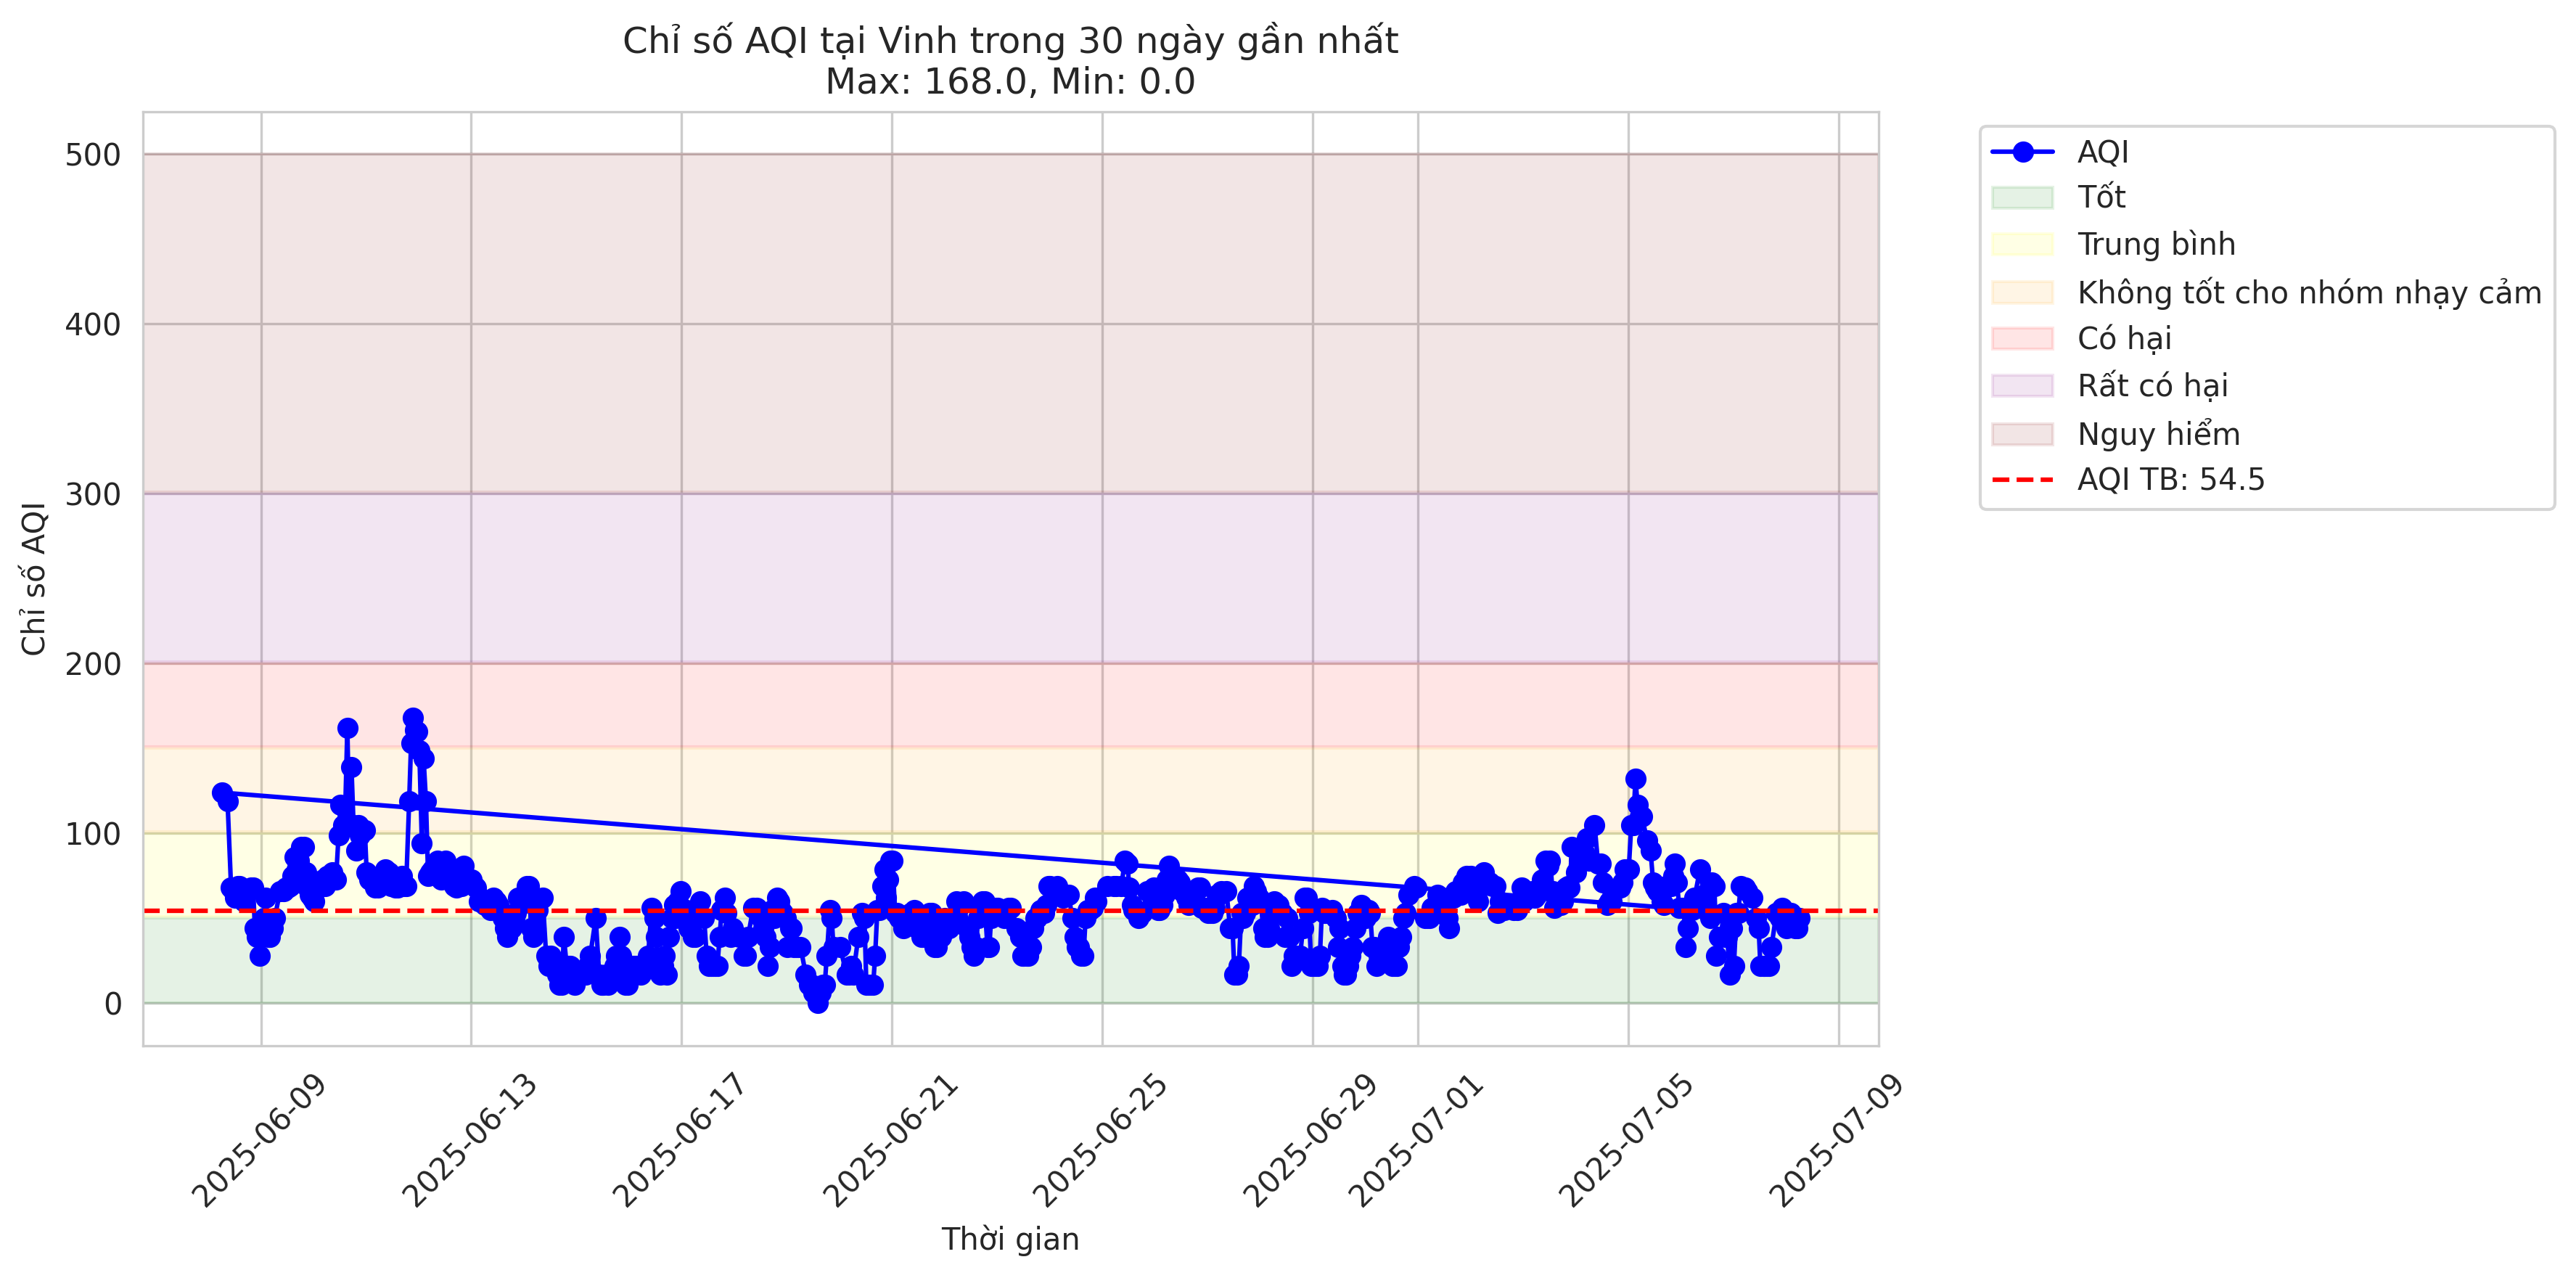 Chỉ số AQI tại Vinh trong 30 ngày gần nhất
Max: 168.0, Min: 0.0
Chỉ số AQI
500
400
300
200
100
0
2025-06-09
2025-06-13
2025-06-17
2025-06-21
2025-06-25
2025-06-29
2025-07-01
2025-07-05
2025-07-09
Thời gian
AQI
Tốt
Trung bình
Không tốt cho nhóm nhạy cảm
Có hại
Rất có hại
Nguy hiểm
AQI TB: 54.5